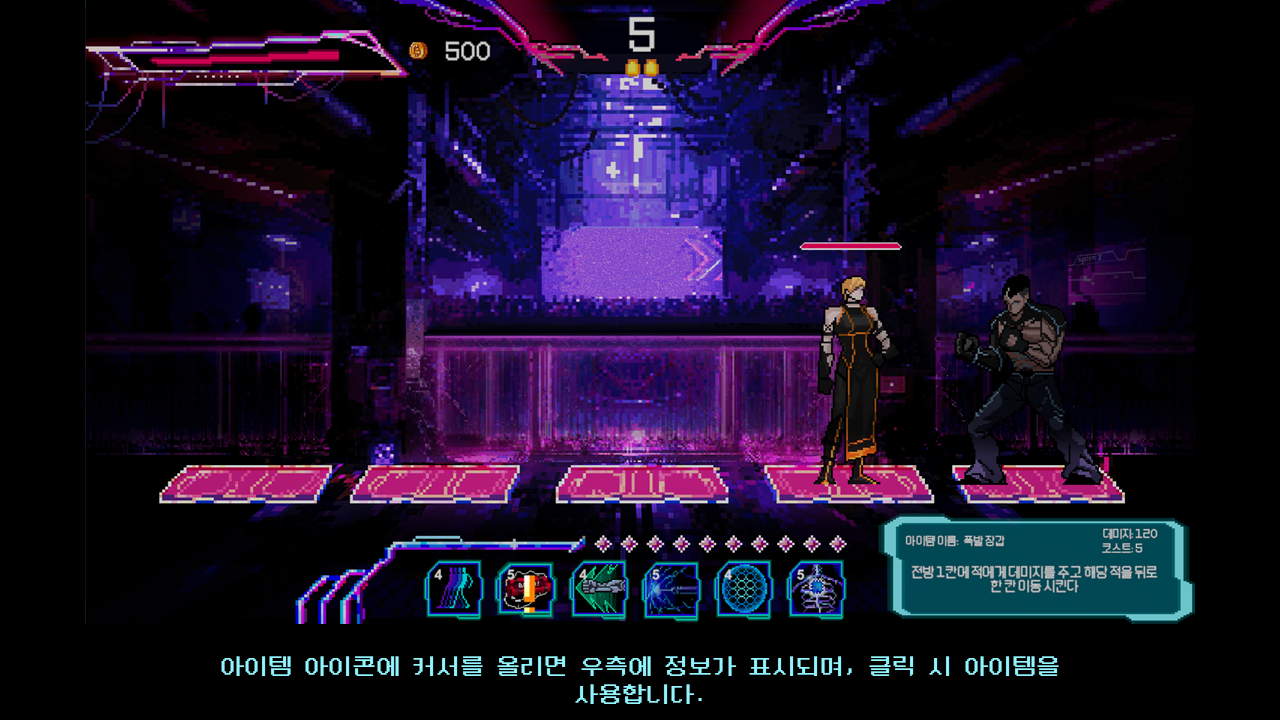 500
5
아이템 이름: 폭발 장갑
데미지: 120
코스트: 5
전방 1칸에 적에게 데미지를 주고 해당 적을 뒤로
한 칸 이동 시킨다
4 5 4 5 4 5
아이템 아이콘에 커서를 올리면 우측에 정보가 표시되며, 클릭 시 아이템을
사용합니다.